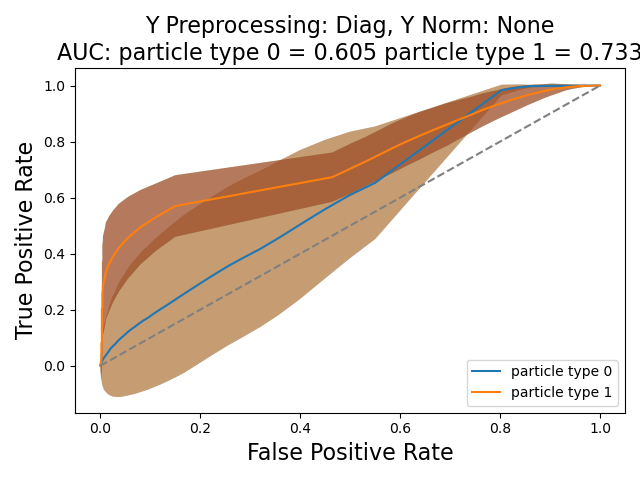 Y Preprocessing: Diag, Y Norm: None
AUC: particle type 0 = 0.605 particle type 1 = 0.733
True Positive Rate
1.0
0.8
0.6
0.4
0.2
0.0
0.0 0.2 0.4 0.6 0.8 1.0
False Positive Rate
particle type 0
particle type 1